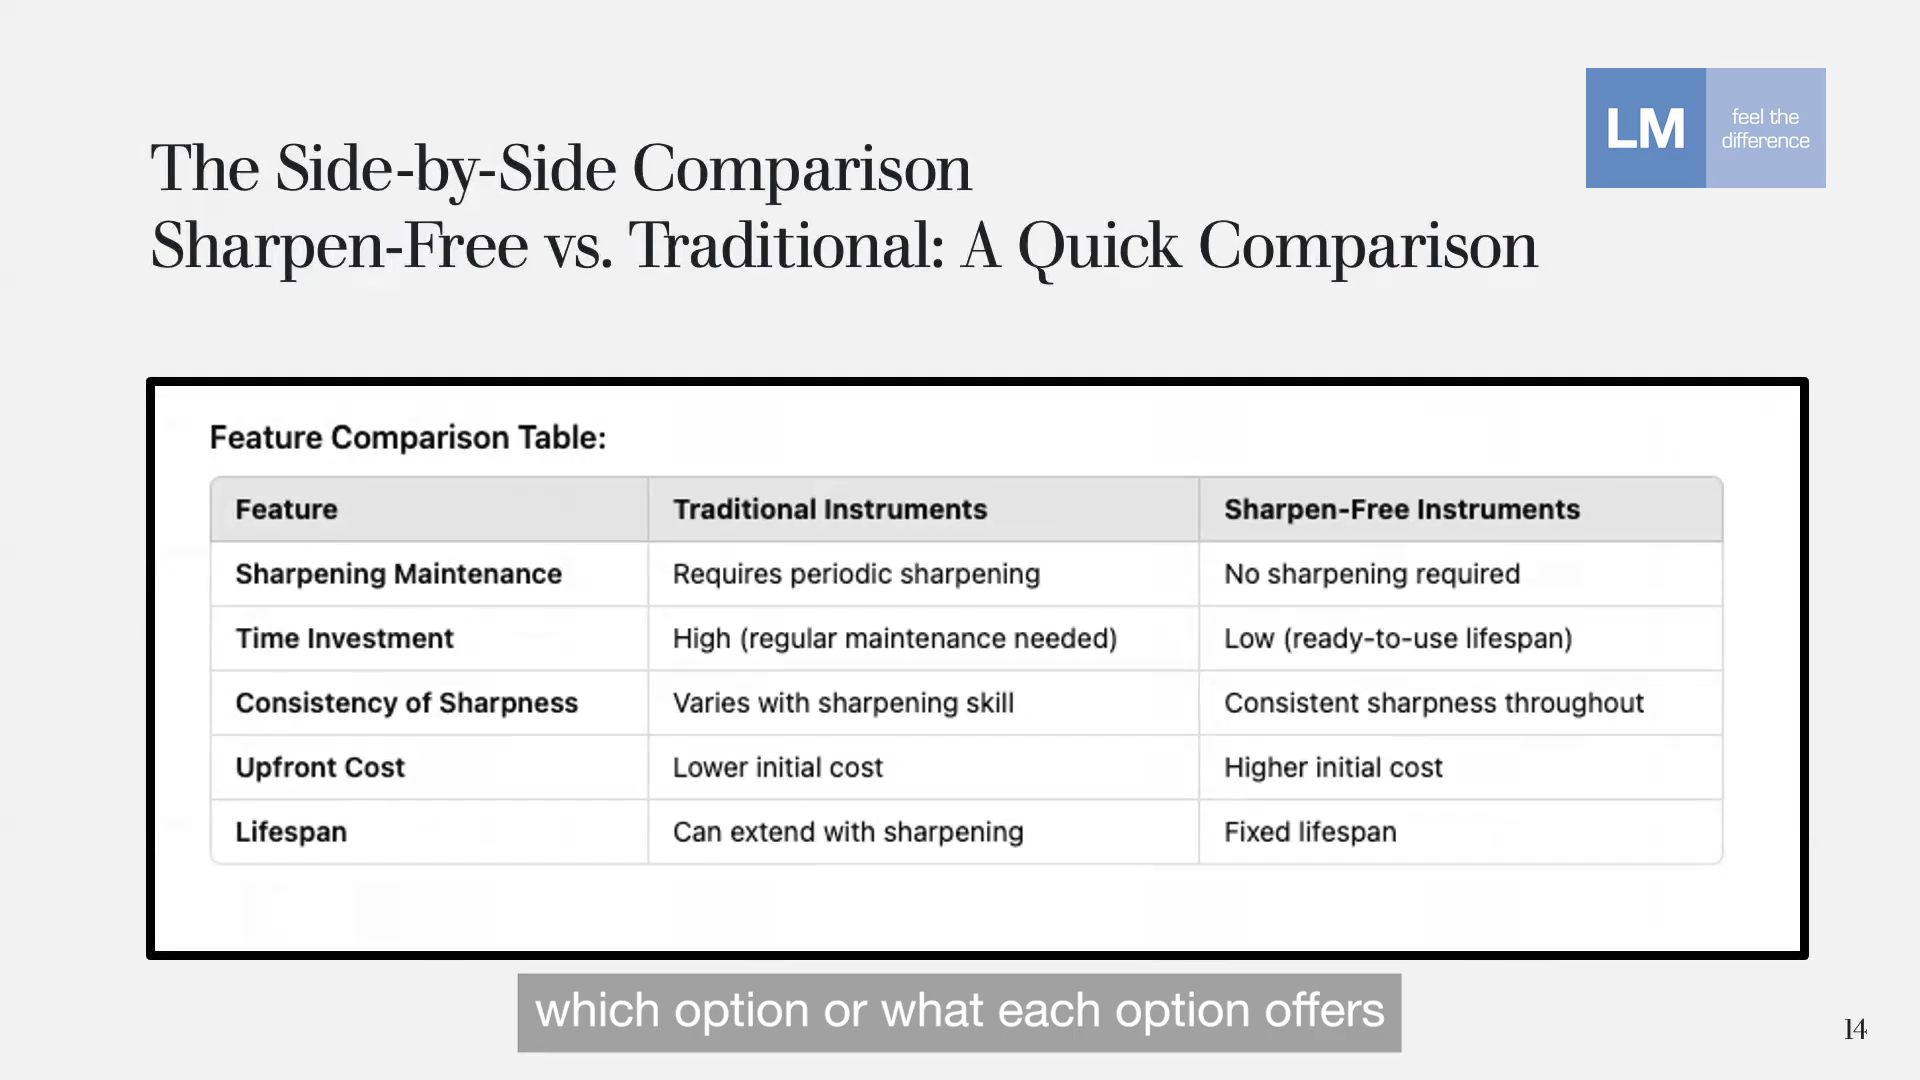 LM
feel the
difference
The Side-by-Side Comparison
Sharpen-Free vs. Traditional: A Quick Comparison
Feature Comparison Table:
Feature Traditional Instruments Sharpen-Free Instruments
Sharpening Maintenance Requires periodic sharpening No sharpening required
Time Investment High (regular maintenance needed) Low (ready-to-use lifespan)
Consistency of Sharpness Varies with sharpening skill Consistent sharpness throughout
Upfront Cost Lower initial cost Higher initial cost
Lifespan Can extend with sharpening Fixed lifespan
which option or what each option offers
14